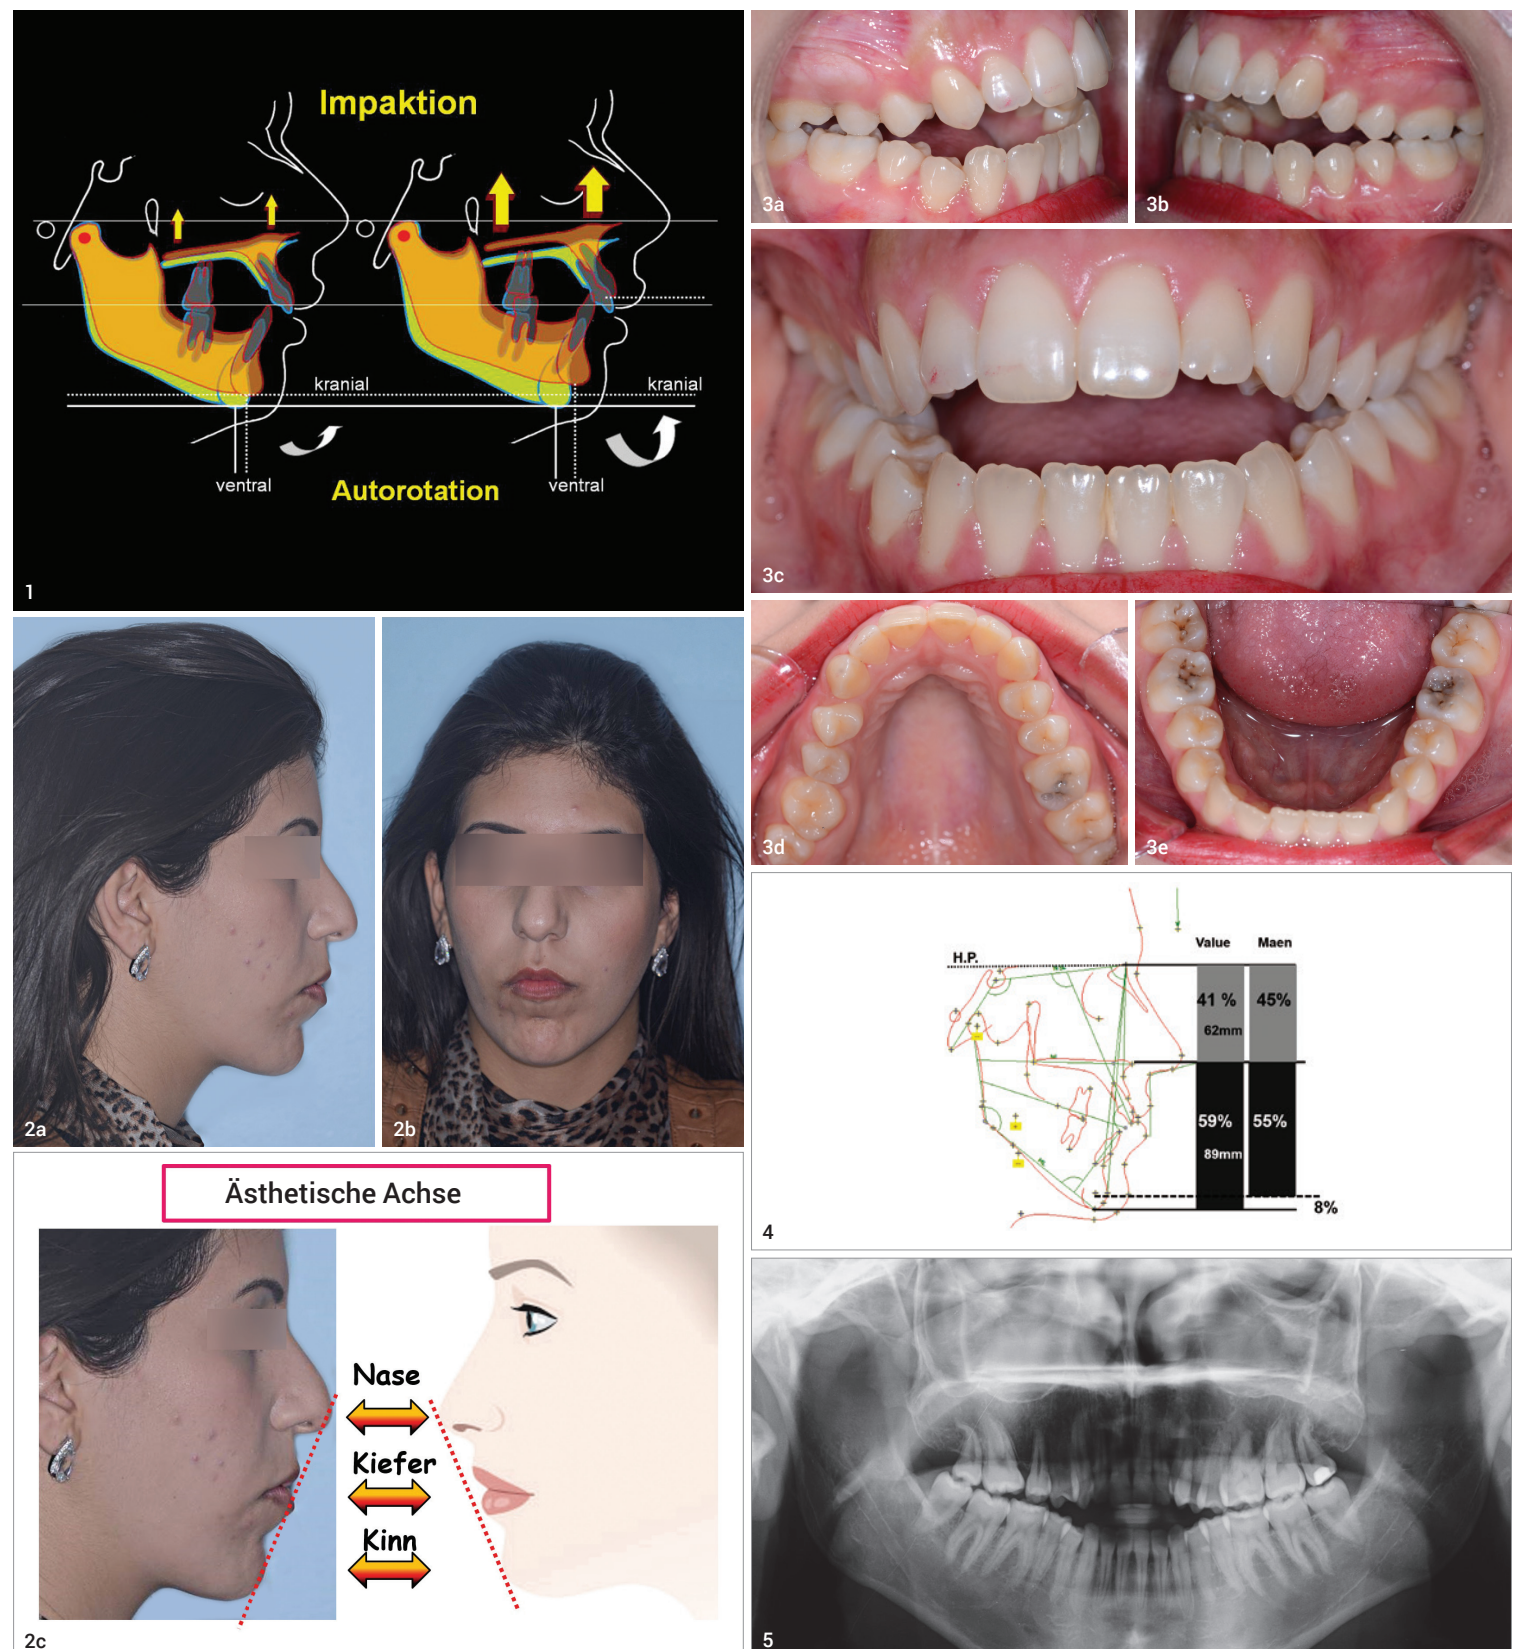 Impaktion
kranial
kranial
ventral
Autorotation
ventral
1
2a
2b
Ästhetische Achse
Nase
Kiefer
Kinn
2c
3a
3b
3c
3d
3e
Value
Maen
H.P.
41 %
45%
62mm
59%
55%
89mm
8%
4
5